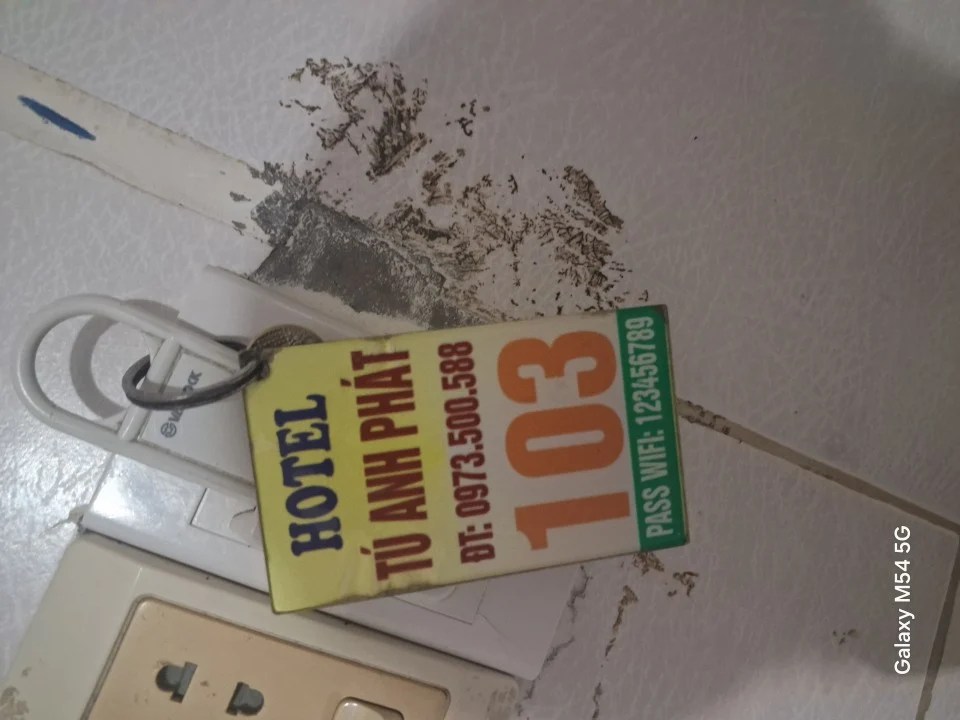 HOTEL
TÚ ANH PHÁT
ĐT: 0973.500.588
103
PASS WIFI: 123456789
Galaxy M54 5G